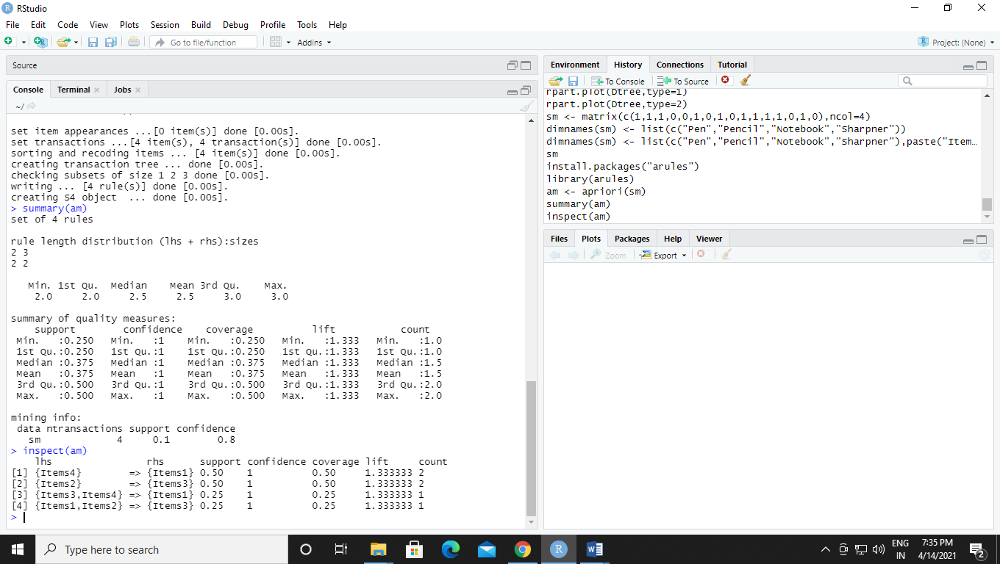 RStudio
File Edit Code View Plots Session Build Debug Profile Tools Help
Go to file/function
Addins
Project: (None)
Source
Console Terminal Jobs
~/
set item appearances ...[0 item(s)] done [0.00s].
set transactions ...[4 item(s), 4 transaction(s)] done [0.00s].
sorting and recoding items ... [4 item(s)] done [0.00s].
creating transaction tree ... done [0.00s].
checking subsets of size 1 2 3 done [0.00s].
writing ... [4 rule(s)] done [0.00s].
creating S4 object  ... done [0.00s].
> summary(am)
set of 4 rules
rule length distribution (lhs + rhs):sizes
2 3
2 2
   Min. 1st Qu.  Median    Mean 3rd Qu.    Max.
    2.0     2.0     2.5     2.5     3.0     3.0
summary of quality measures:
    support        confidence    coverage          lift           count
 Min.   :0.250   Min.   :1   Min.   :0.250   Min.   :1.333   Min.   :1.0
 1st Qu.:0.250   1st Qu.:1   1st Qu.:0.250   1st Qu.:1.333   1st Qu.:1.0
 Median :0.375   Median :1   Median :0.375   Median :1.333   Median :1.5
 Mean   :0.375   Mean   :1   Mean   :0.375   Mean   :1.333   Mean   :1.5
 3rd Qu.:0.500   3rd Qu.:1   3rd Qu.:0.500   3rd Qu.:1.333   3rd Qu.:2.0
 Max.   :0.500   Max.   :1   Max.   :0.500   Max.   :1.333   Max.   :2.0
mining info:
 data ntransactions support confidence
   sm             4     0.1        0.8
> inspect(am)
    lhs                rhs      support confidence coverage lift     count
[1] {Items4}        => {Items1} 0.50    1          0.50     1.333333 2
[2] {Items2}        => {Items3} 0.50    1          0.50     1.333333 2
[3] {Items3,Items4} => {Items1} 0.25    1          0.25     1.333333 1
[4] {Items1,Items2} => {Items3} 0.25    1          0.25     1.333333 1
>
Environment History Connections Tutorial
To Console To Source
rpart.plot(Dtree,type=1)
rpart.plot(Dtree,type=2)
sm <- matrix(c(1,1,1,0,0,1,0,1,0,1,1,1,1,0,1,0),ncol=4)
dimnames(sm) <- list(c("Pen","Pencil","Notebook","Sharpner"))
dimnames(sm) <- list(c("Pen","Pencil","Notebook","Sharpner"),paste("Item…
sm
install.packages("arules")
library(arules)
am <- apriori(sm)
summary(am)
inspect(am)
Files Plots Packages Help Viewer
Zoom Export
Type here to search
ENG
IN
7:35 PM
4/14/2021
2